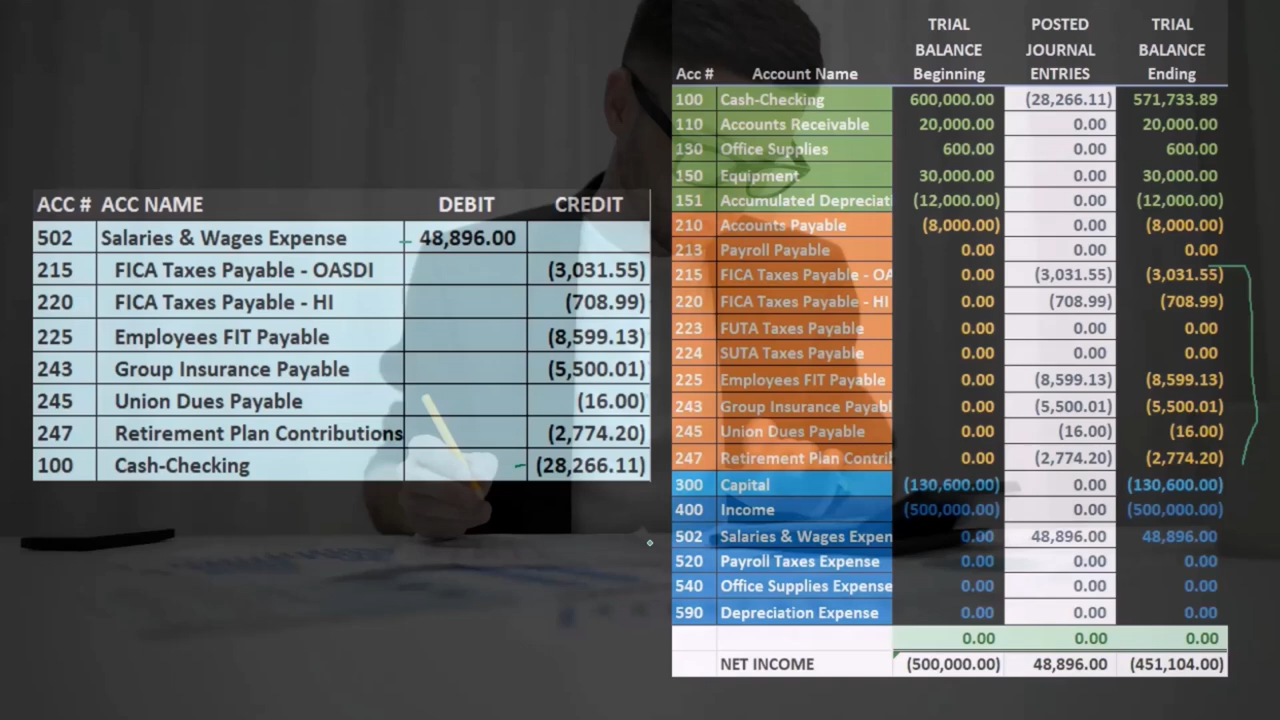 ACC # ACC NAME DEBIT CREDIT
502 Salaries & Wages Expense 48,896.00
215 FICA Taxes Payable - OASDI (3,031.55)
220 FICA Taxes Payable - HI (708.99)
225 Employees FIT Payable (8,599.13)
243 Group Insurance Payable (5,500.01)
245 Union Dues Payable (16.00)
247 Retirement Plan Contributions (2,774.20)
100 Cash-Checking (28,266.11)
TRIAL POSTED TRIAL
BALANCE JOURNAL BALANCE
Acc # Account Name Beginning ENTRIES Ending
100 Cash-Checking 600,000.00 (28,266.11) 571,733.89
110 Accounts Receivable 20,000.00 0.00 20,000.00
130 Office Supplies 600.00 0.00 600.00
150 Equipment 30,000.00 0.00 30,000.00
151 Accumulated Depreciati (12,000.00) 0.00 (12,000.00)
210 Accounts Payable (8,000.00) 0.00 (8,000.00)
213 Payroll Payable 0.00 0.00 0.00
215 FICA Taxes Payable - OA 0.00 (3,031.55) (3,031.55)
220 FICA Taxes Payable - HI 0.00 (708.99) (708.99)
223 FUTA Taxes Payable 0.00 0.00 0.00
224 SUTA Taxes Payable 0.00 0.00 0.00
225 Employees FIT Payable 0.00 (8,599.13) (8,599.13)
243 Group Insurance Payabl 0.00 (5,500.01) (5,500.01)
245 Union Dues Payable 0.00 (16.00) (16.00)
247 Retirement Plan Contrib 0.00 (2,774.20) (2,774.20)
300 Capital (130,600.00) 0.00 (130,600.00)
400 Income (500,000.00) 0.00 (500,000.00)
502 Salaries & Wages Expen 0.00 48,896.00 48,896.00
520 Payroll Taxes Expense 0.00 0.00 0.00
540 Office Supplies Expense 0.00 0.00 0.00
590 Depreciation Expense 0.00 0.00 0.00
0.00 0.00 0.00
NET INCOME (500,000.00) 48,896.00 (451,104.00)